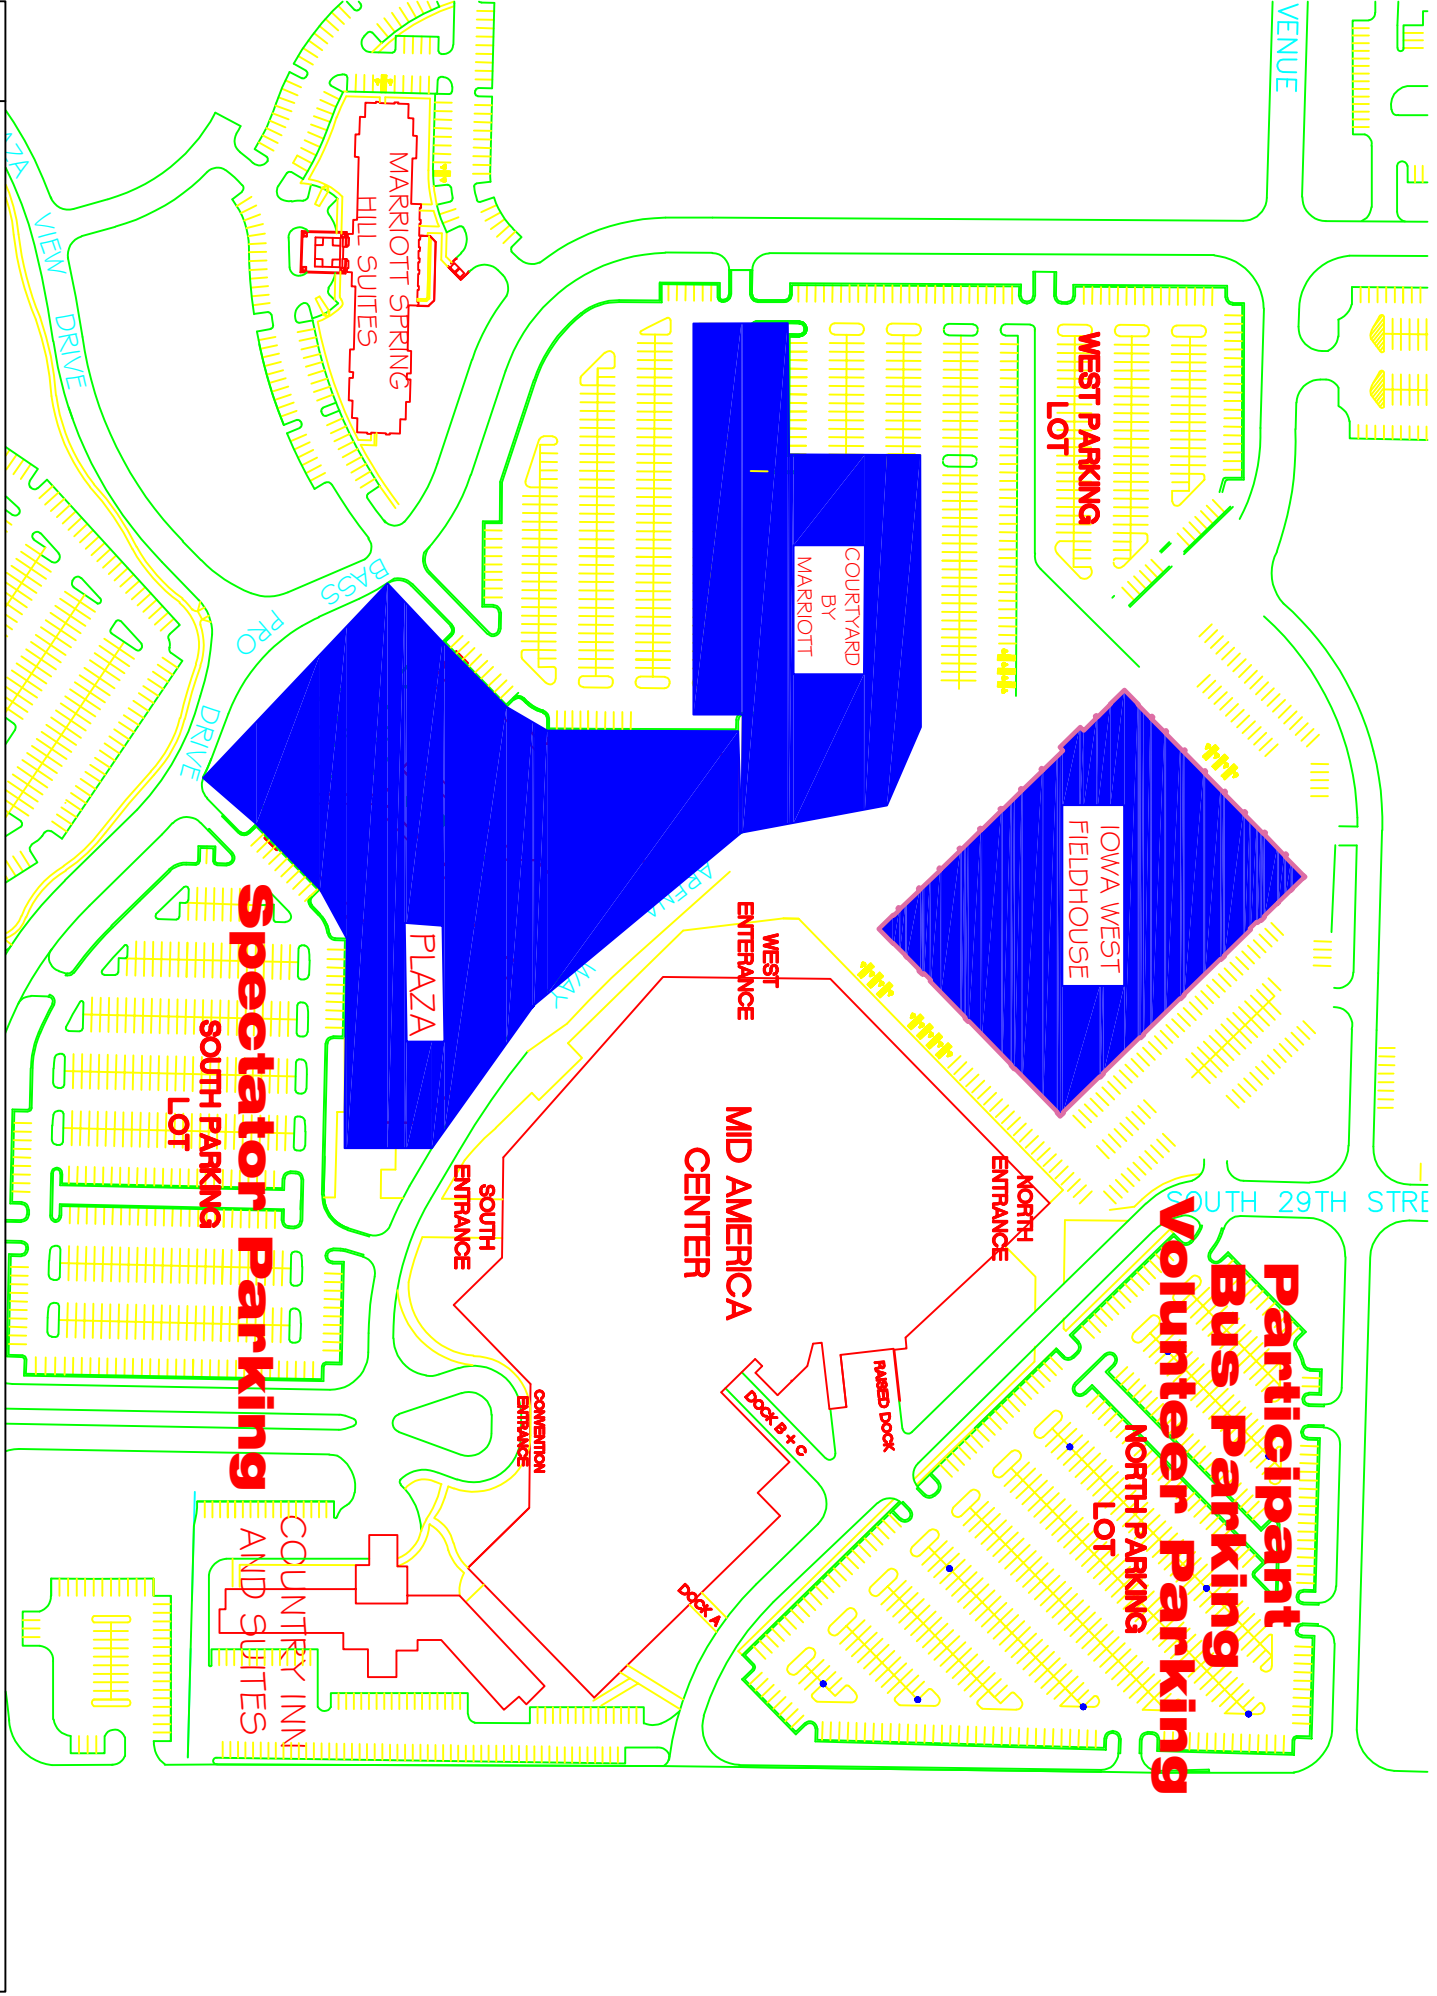 VENUE
AZA
VIEW DRIVE
MARRIOTT SPRING
HILL SUITES
WEST PARKING
LOT
COURTYARD
BY
MARRIOTT
BASS
PRO
DRIVE
IOWA WEST
FIELDHOUSE
PLAZA
ARENA
WAY
WEST
ENTERANCE
Spectator Parking
SOUTH PARKING
LOT
MID AMERICA
CENTER
NORTH
ENTRANCE
SOUTH
ENTRANCE
SOUTH 29TH STRE
Participant
Bus Parking
Volunteer Parking
NORTH PARKING
LOT
RAISED DOCK
DOCK B + C
CONVENTION
ENTRANCE
DOCK A
COUNTRY INN
AND SUITES